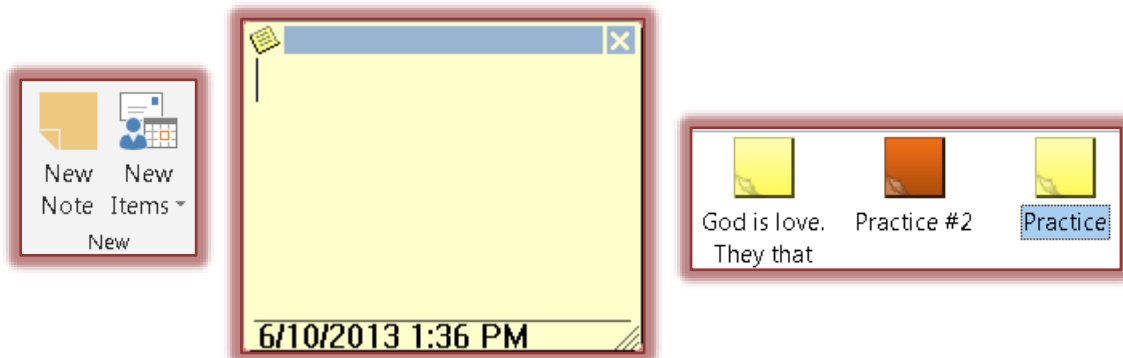 New New
Note Items
New
6/10/2013 1:36 PM
God is love. Practice #2 Practice
They that